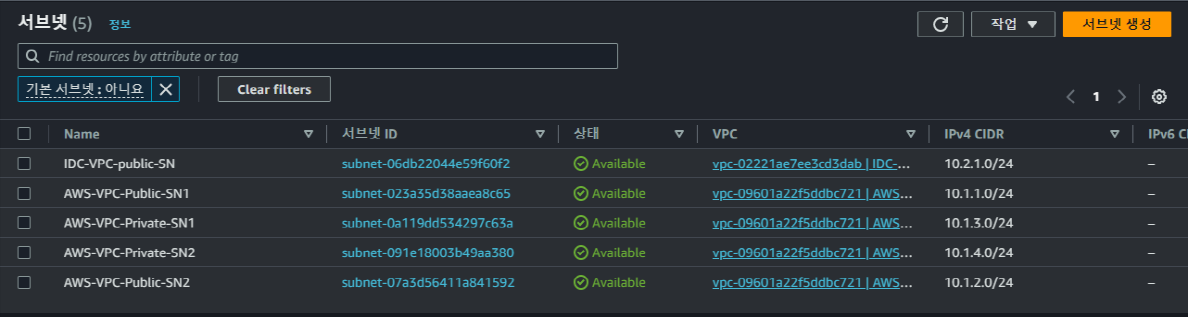 서브넷 (5) 정보
작업 서브넷 생성
Find resources by attribute or tag
기본 서브넷 : 아니요 Clear filters
1
Name 서브넷 ID 상태 VPC IPv4 CIDR IPv6 CI
IDC-VPC-public-SN subnet-06db22044e59f60f2 Available vpc-02221ae7ee3cd3dab | IDC-... 10.2.1.0/24 –
AWS-VPC-Public-SN1 subnet-023a35d38aaea8c65 Available vpc-09601a22f5ddbc721 | AWS... 10.1.1.0/24 –
AWS-VPC-Private-SN1 subnet-0a119dd534297c63a Available vpc-09601a22f5ddbc721 | AWS... 10.1.3.0/24 –
AWS-VPC-Private-SN2 subnet-091e18003b49aa380 Available vpc-09601a22f5ddbc721 | AWS... 10.1.4.0/24 –
AWS-VPC-Public-SN2 subnet-07a3d56411a841592 Available vpc-09601a22f5ddbc721 | AWS... 10.1.2.0/24 –